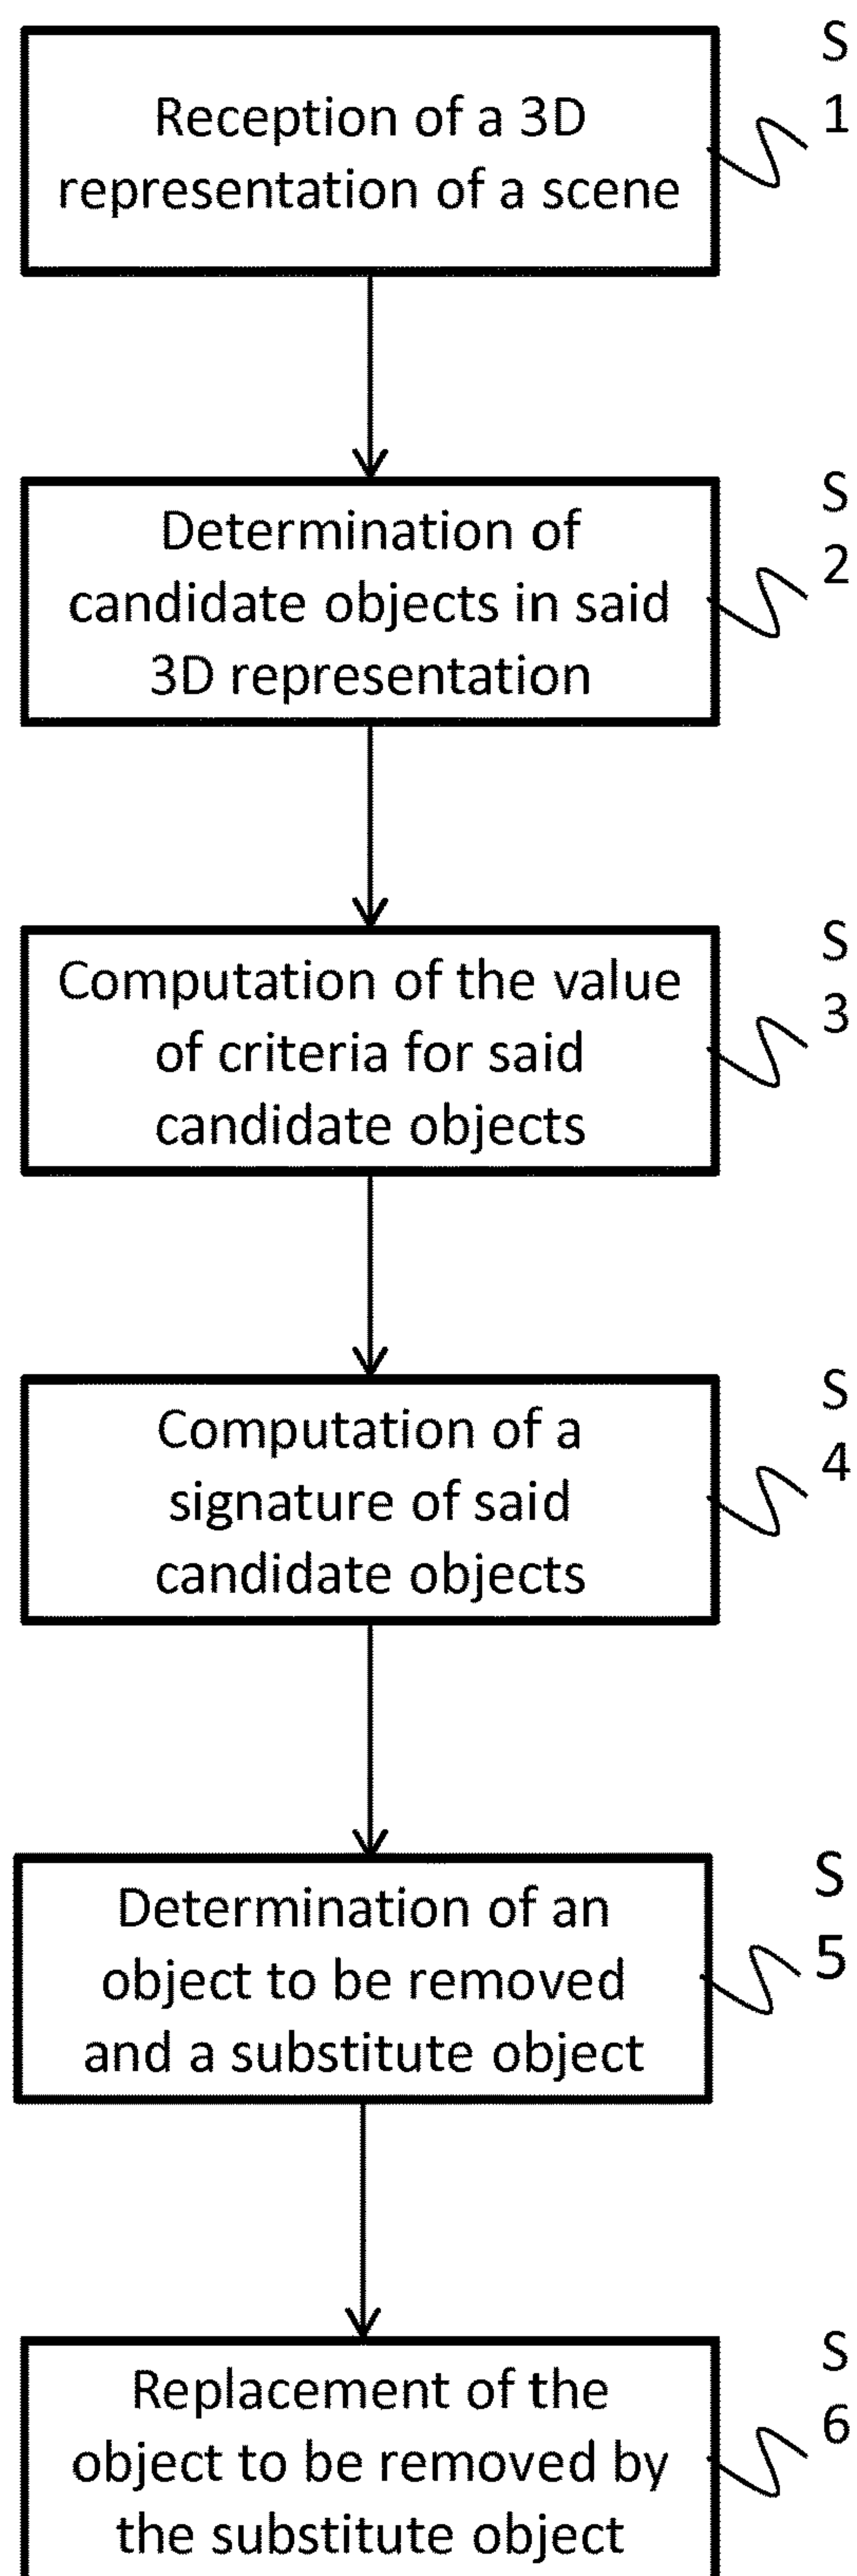 Reception of a 3D
representation of a scene
S
1
Determination of
candidate objects in said
3D representation
S
2
Computation of the value
of criteria for said
candidate objects
S
3
Computation of a
signature of said
candidate objects
S
4
Determination of an
object to be removed
and a substitute object
S
5
Replacement of the
object to be removed by
the substitute object
S
6